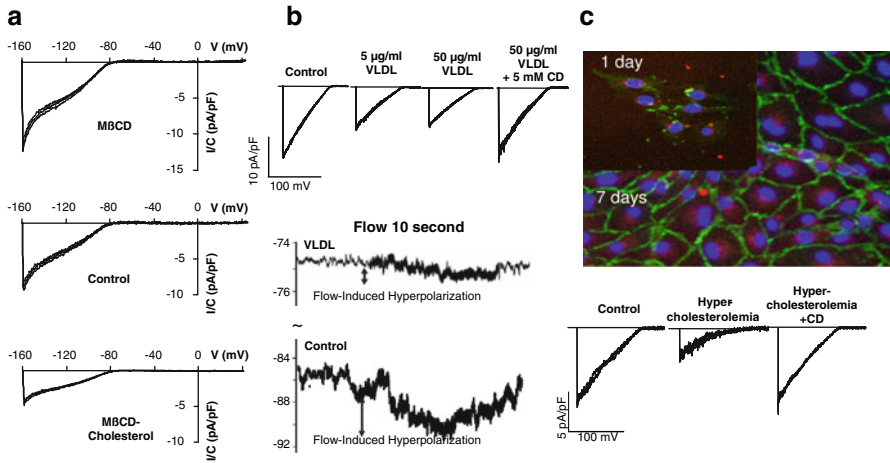 a
-160 -120 -80 -40 0 V (mV)
-5
-10
-15
I/C (pA/pF)
MßCD
-160 -120 -80 -40 0 V (mV)
-5
-10
I/C (pA/pF)
Control
-160 -120 -80 -40 0 V (mV)
-5
-10
I/C (pA/pF)
MßCD-
Cholesterol
b
Control
5 µg/ml
VLDL
50 µg/ml
VLDL
50 µg/ml
VLDL
+ 5 mM CD
10 pA/pF
100 mV
Flow 10 second
-74
VLDL
-76
Flow-Induced Hyperpolarization
~
Control
-85
-88
-92
Flow-Induced Hyperpolarization
c
1 day
7 days
Control
Hyper-
cholesterolemia
Hyper-
cholesterolemia
+CD
5 pA/pF
100 mV